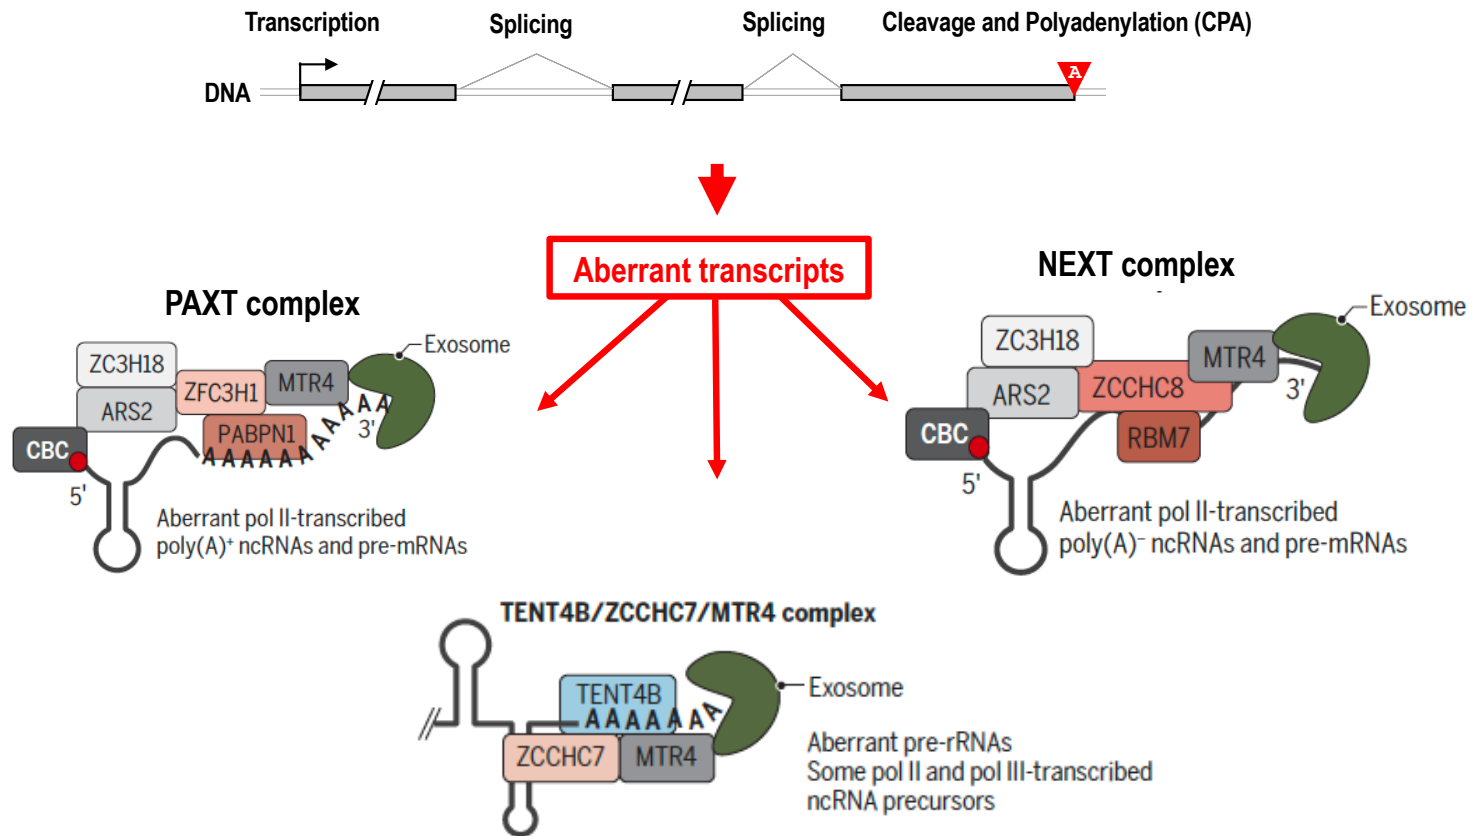 Transcription
Splicing
Splicing
Cleavage and Polyadenylation (CPA)
DNA
A
Aberrant transcripts
PAXT complex
ZC3H18
ARS2
ZFC3H1
MTR4
Exosome
PABPN1
CBC
AAAAAAAAAAAA
3'
5'
Aberrant pol II-transcribed
poly(A)⁺ ncRNAs and pre-mRNAs
NEXT complex
Exosome
ZC3H18
MTR4
ARS2
ZCCHC8
3'
CBC
RBM7
5'
Aberrant pol II-transcribed
poly(A)⁻ ncRNAs and pre-mRNAs
TENT4B/ZCCHC7/MTR4 complex
TENT4B
AAAAAAA
Exosome
ZCCHC7
MTR4
Aberrant pre-rRNAs
Some pol II and pol III-transcribed
ncRNA precursors